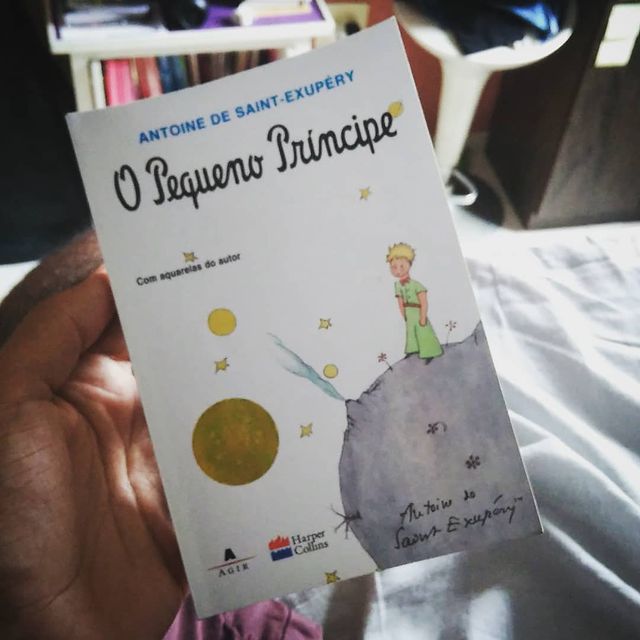 ANTOINE DE SAINT-EXUPÉRY
O Pequeno Príncipe
Com aquarelas do autor
Antoine de
Saint Exupéry
AGIR
Harper
Collins